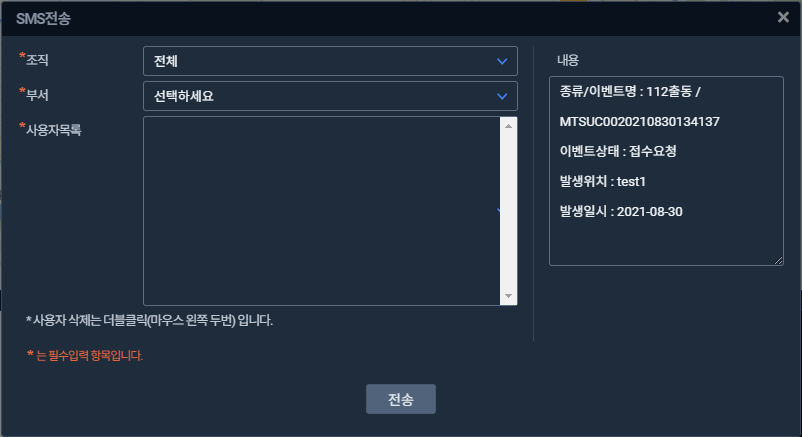 SMS전송
*조직
전체
*부서
선택하세요
*사용자목록
* 사용자 삭제는 더블클릭(마우스 왼쪽 두번) 입니다.
* 는 필수입력 항목입니다.
내용
종류/이벤트명 : 112출동 /
MTSUC0020210830134137
이벤트상태 : 접수요청
발생위치 : test1
발생일시 : 2021-08-30
전송